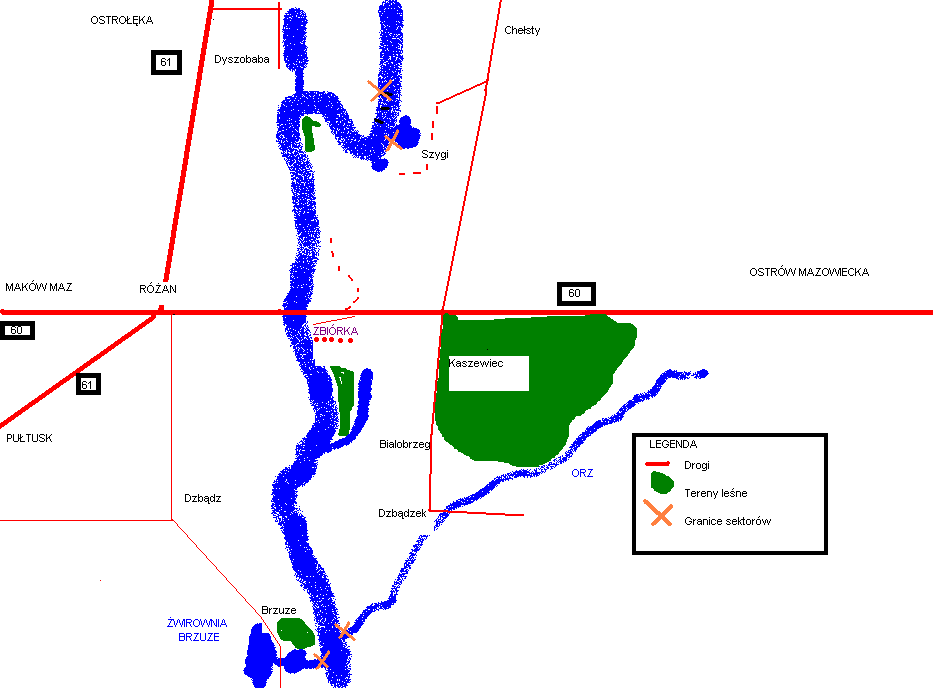 OSTROŁĘKA
Chełsty
61
Dyszobaba
Szygi
OSTRÓW MAZOWIECKA
MAKÓW MAZ
RÓŻAN
60
60
ZBIÓRKA
Kaszewiec
61
PUŁTUSK
Bialobrzeg
LEGENDA
Drogi
ORZ
Tereny leśne
Dzbądz
Dzbądzek
Granice sektorów
Brzuze
ŻWIROWNIA
BRZUZE